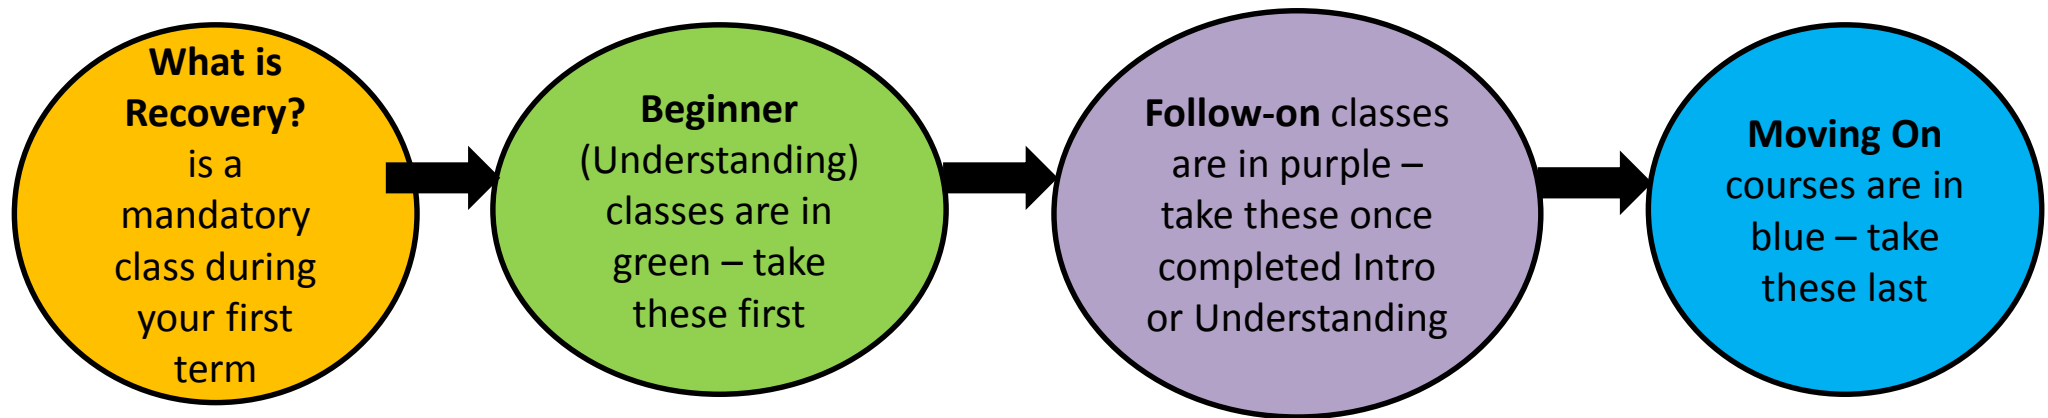 What is
Recovery?
is a
mandatory
class during
your first
term
Beginner
(Understanding)
classes are in
green – take
these first
Follow-on classes
are in purple –
take these once
completed Intro
or Understanding
Moving On
courses are in
blue – take
these last